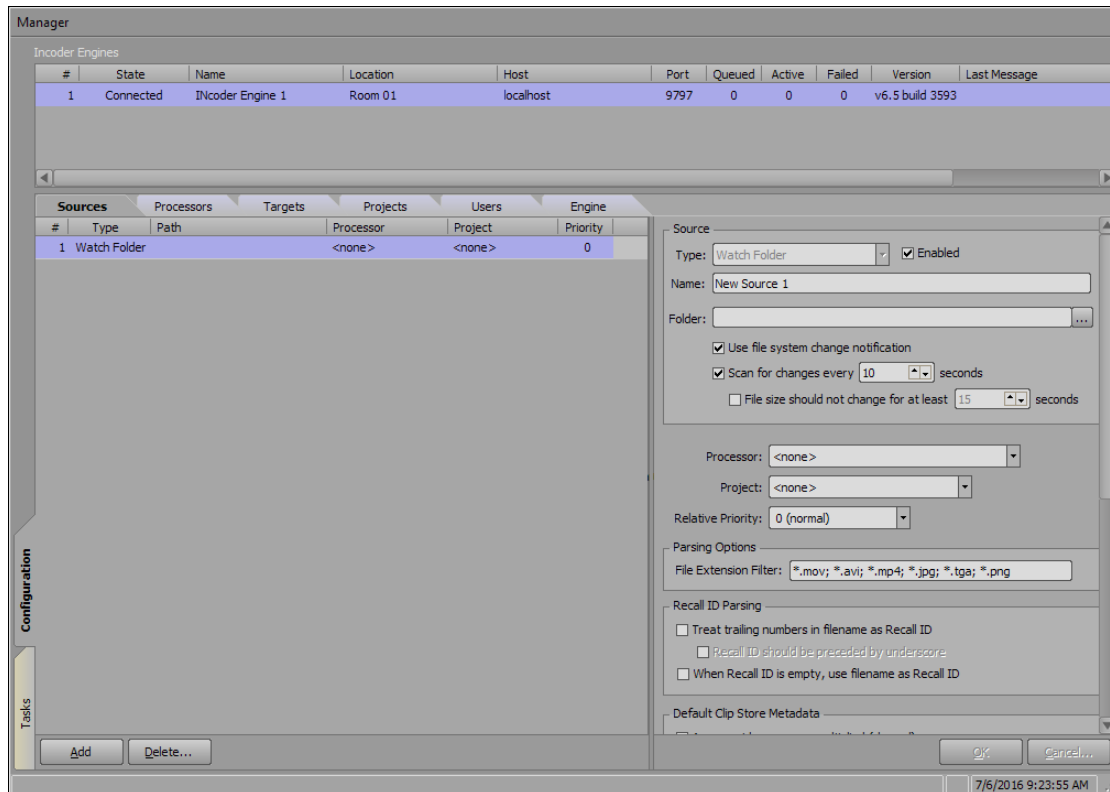 Manager
Incoder Engines
# State Name Location Host Port Queued Active Failed Version Last Message
1 Connected INcoder Engine 1 Room 01 localhost 9797 0 0 0 v6.5 build 3593
Sources Processors Targets Projects Users Engine
# Type Path Processor Project Priority
1 Watch Folder <none> <none> 0
Source
Type: Watch Folder Enabled
Name: New Source 1
Folder: ...
Use file system change notification
Scan for changes every 10 seconds
File size should not change for at least 15 seconds
Processor: <none>
Project: <none>
Relative Priority: 0 (normal)
Parsing Options
File Extension Filter: *.mov; *.avi; *.mp4; *.jpg; *.tga; *.png
Recall ID Parsing
Treat trailing numbers in filename as Recall ID
Recall ID should be preceded by underscore
When Recall ID is empty, use filename as Recall ID
Default Clip Store Metadata
Configuration
Tasks
Add Delete... OK Cancel...
7/6/2016 9:23:55 AM